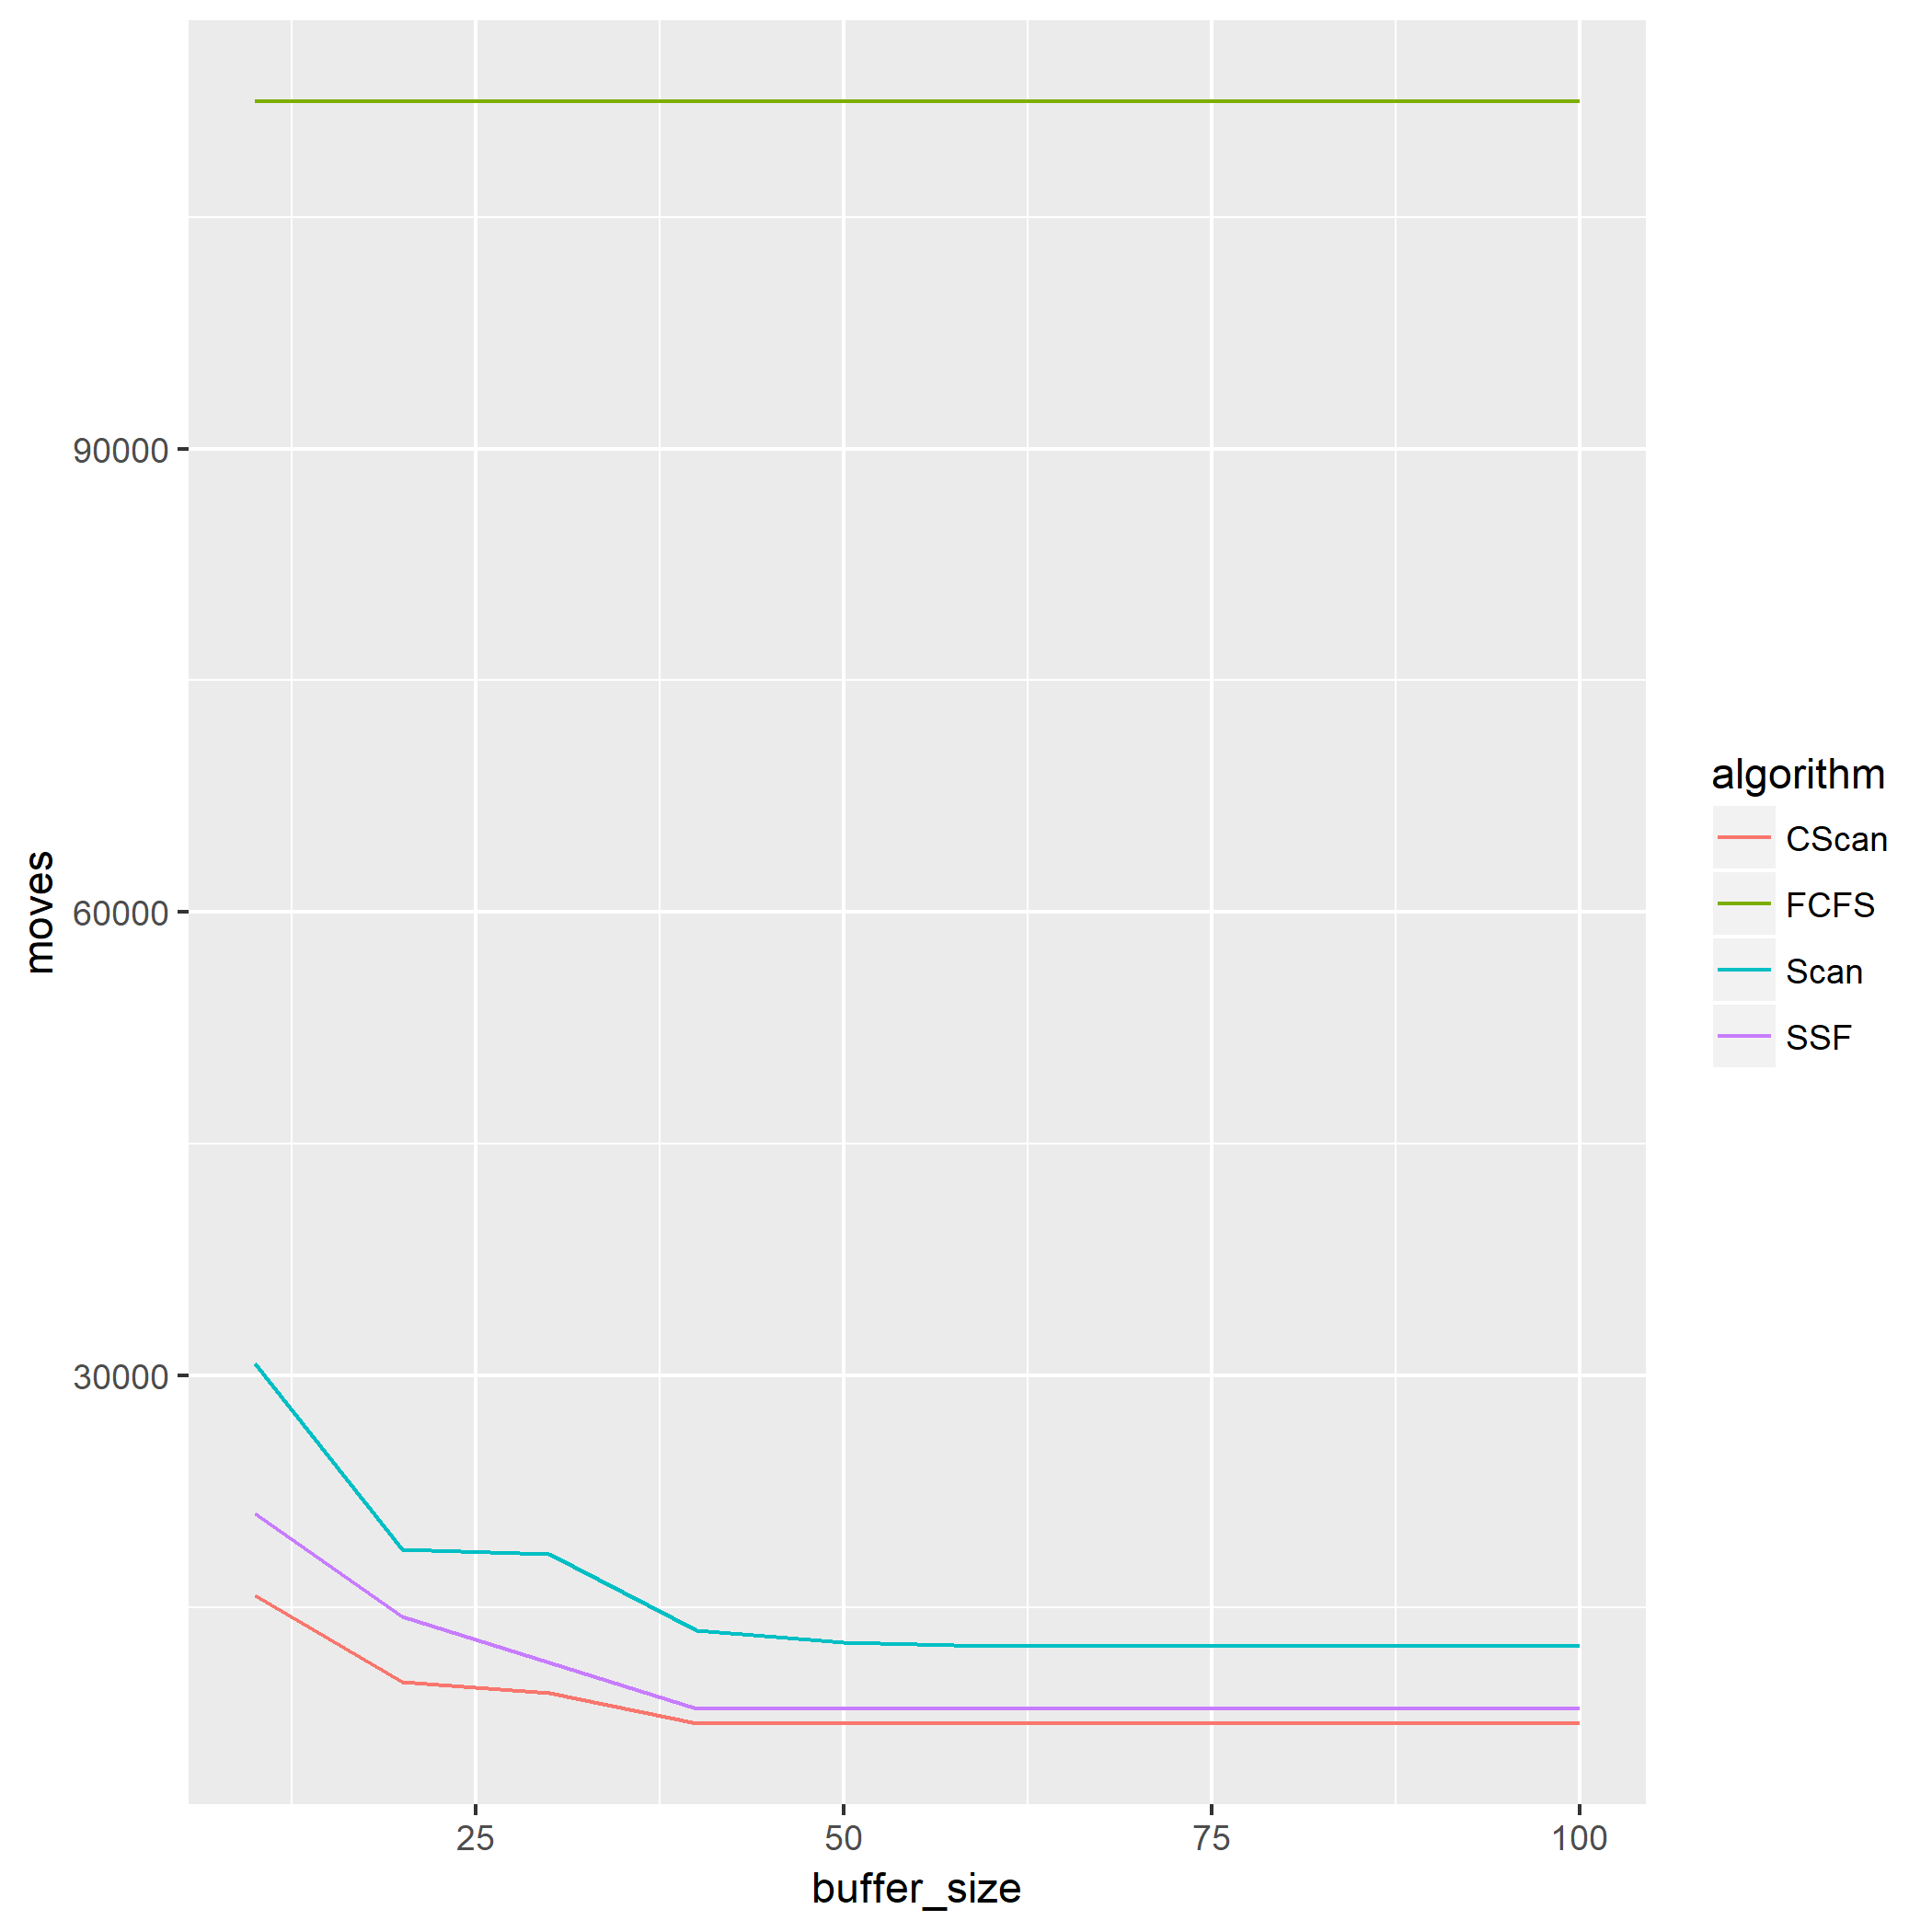 90000
60000
30000
moves
25 50 75 100
buffer_size
algorithm
CScan
FCFS
Scan
SSF